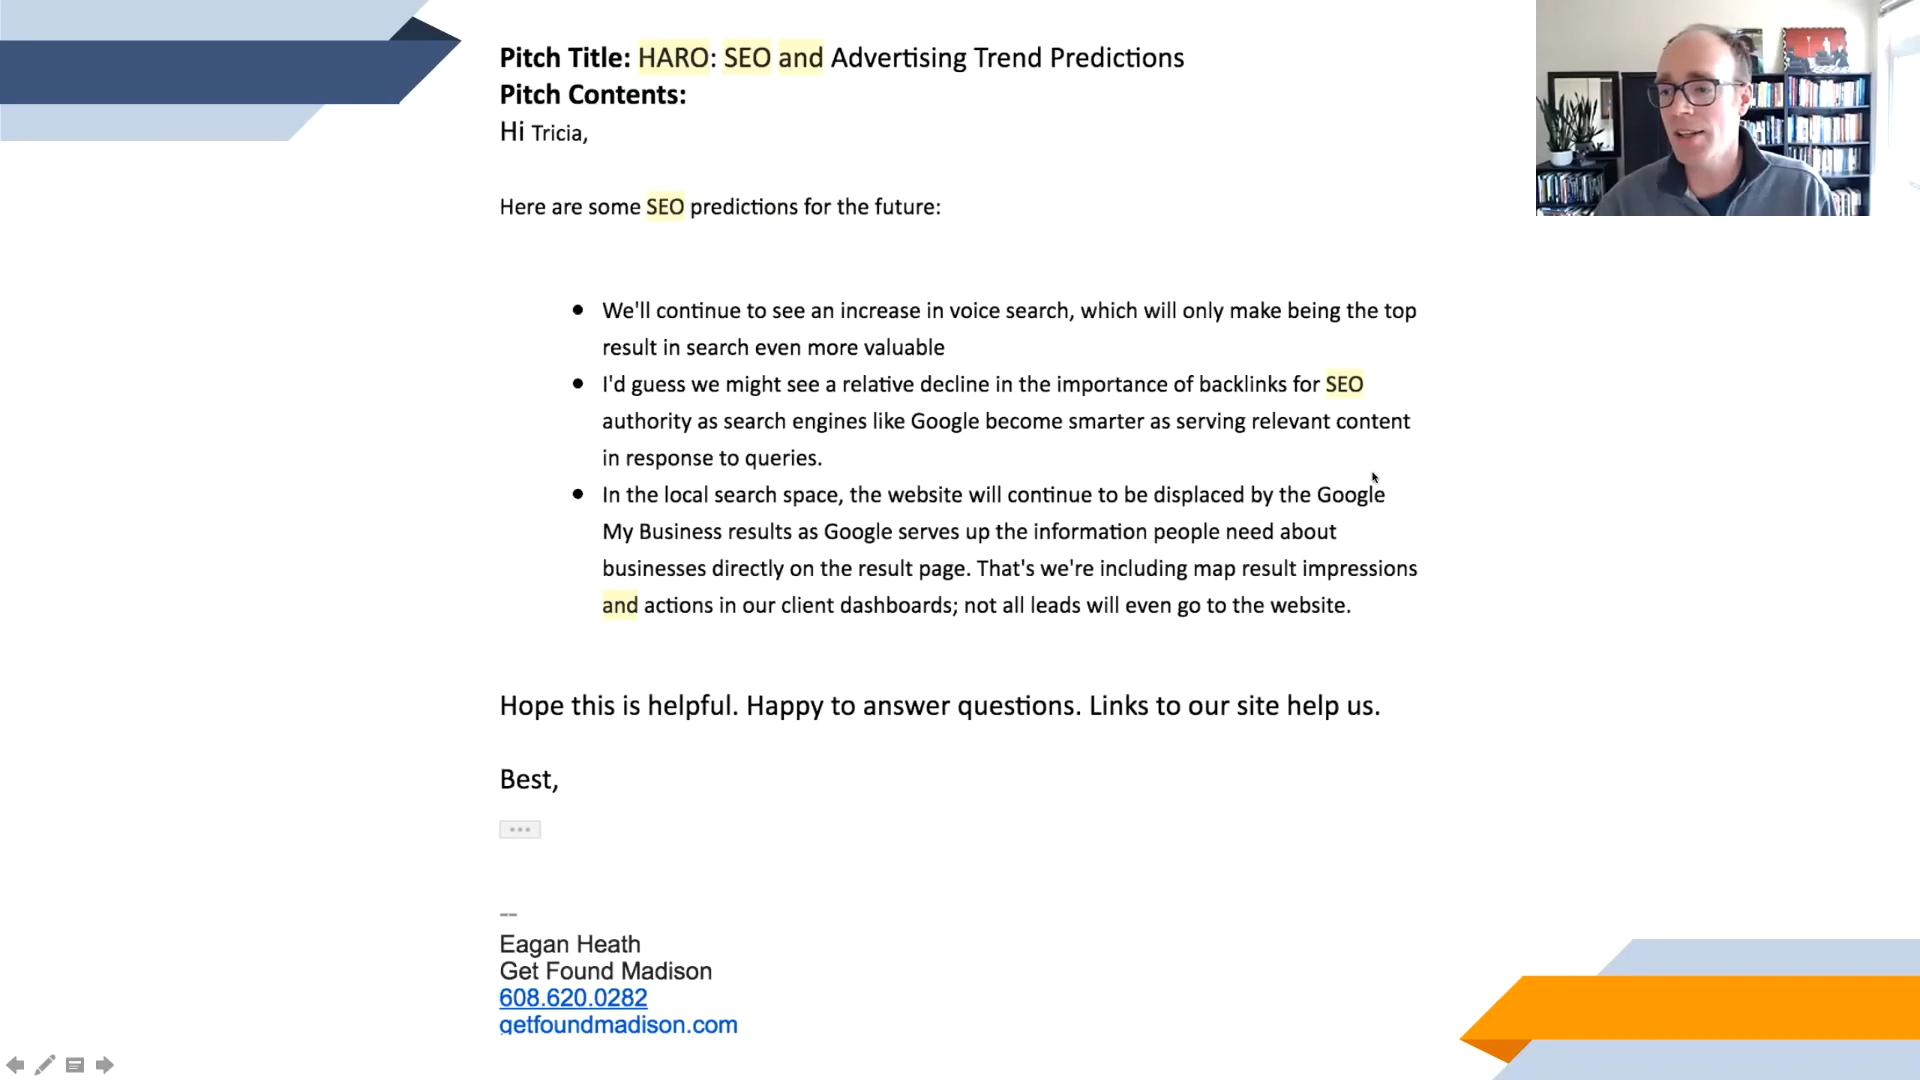 Pitch Title: HARO: SEO and Advertising Trend Predictions
Pitch Contents:
Hi Tricia,
Here are some SEO predictions for the future:
We'll continue to see an increase in voice search, which will only make being the top
result in search even more valuable
I'd guess we might see a relative decline in the importance of backlinks for SEO
authority as search engines like Google become smarter as serving relevant content
in response to queries.
In the local search space, the website will continue to be displaced by the Google
My Business results as Google serves up the information people need about
businesses directly on the result page. That's we're including map result impressions
and actions in our client dashboards; not all leads will even go to the website.
Hope this is helpful. Happy to answer questions. Links to our site help us.
Best,
--
Eagan Heath
Get Found Madison
608.620.0282
getfoundmadison.com